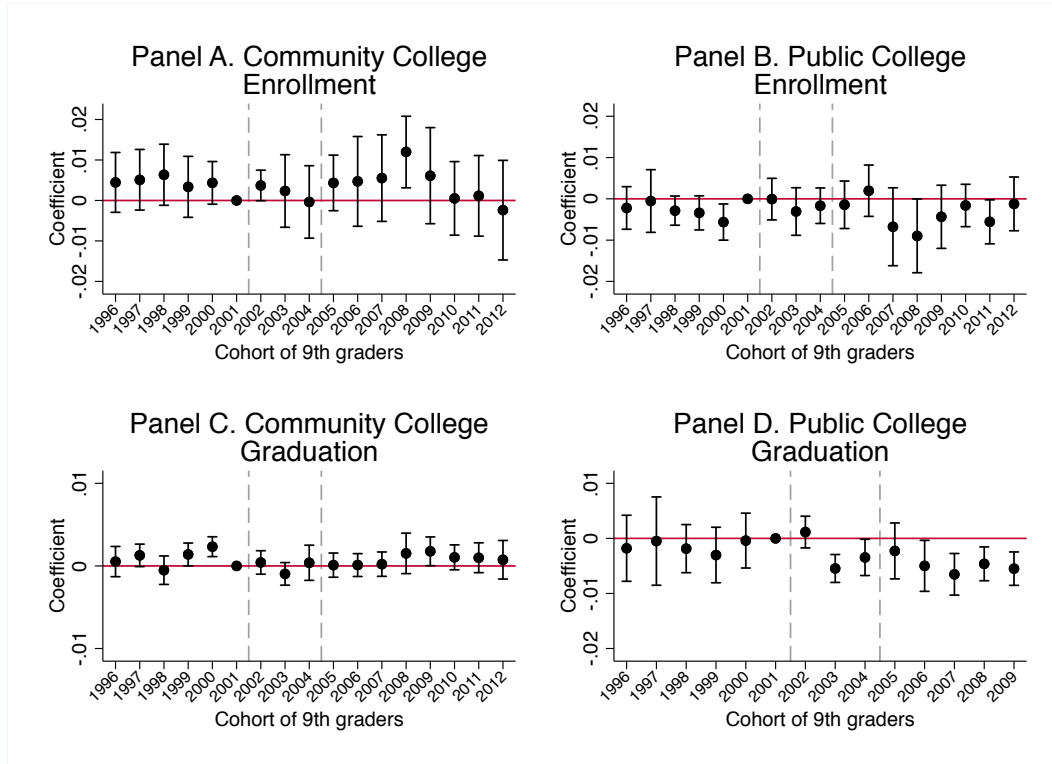 Panel A. Community College
Enrollment
Coefficient
.02
.01
0
-.01
-.02
1996 1997 1998 1999 2000 2001 2002 2003 2004 2005 2006 2007 2008 2009 2010 2011 2012
Cohort of 9th graders
Panel B. Public College
Enrollment
Coefficient
.02
.01
0
-.01
-.02
1996 1997 1998 1999 2000 2001 2002 2003 2004 2005 2006 2007 2008 2009 2010 2011 2012
Cohort of 9th graders
Panel C. Community College
Graduation
Coefficient
.01
0
-.01
1996 1997 1998 1999 2000 2001 2002 2003 2004 2005 2006 2007 2008 2009 2010 2011 2012
Cohort of 9th graders
Panel D. Public College
Graduation
Coefficient
.01
0
-.01
-.02
1996 1997 1998 1999 2000 2001 2002 2003 2004 2005 2006 2007 2008 2009
Cohort of 9th graders